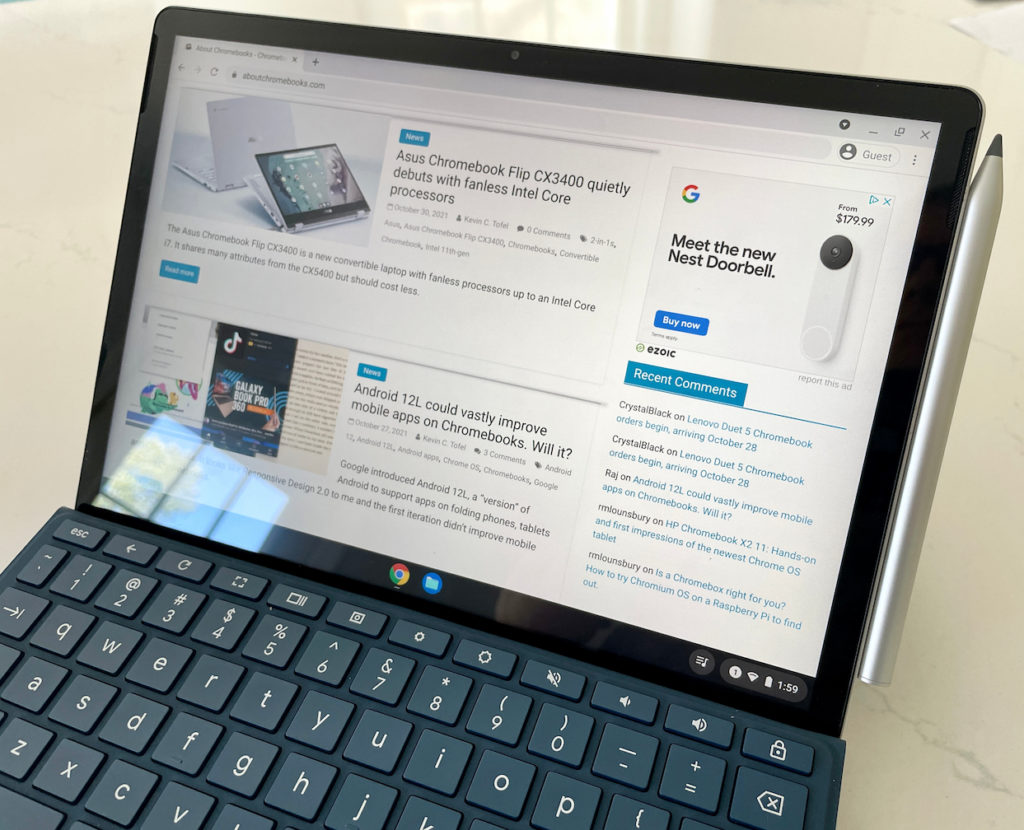 About Chromebooks - Chromebo
aboutchromebooks.com
Guest
News
Asus Chromebook Flip CX3400 quietly
debuts with fanless Intel Core
processors
October 30, 2021 Kevin C. Tofel 0 Comments 2-in-1s,
Asus, Asus Chromebook Flip CX3400, Chromebooks, Convertible
Chromebook, Intel 11th-gen
The Asus Chromebook Flip CX3400 is a new convertible laptop with fanless processors up to an Intel Core
i7. It shares many attributes from the CX5400 but should cost less.
Read more
From
$179.99
Meet the new
Nest Doorbell.
Buy now
Terms apply
ezoic
report this ad
GALAXY
BOOK PRO
360
News
Android 12L could vastly improve
mobile apps on Chromebooks. Will it?
October 27, 2021 Kevin C. Tofel 3 Comments Android
12, Android 12L, Android apps, Chrome OS, Chromebooks, Google
Google introduced Android 12L, a "version" of
Android to support apps on folding phones, tablets
Responsive Design 2.0 to me and the first iteration didn't improve mobile
Recent Comments
CrystalBlack on Lenovo Duet 5 Chromebook
orders begin, arriving October 28
CrystalBlack on Lenovo Duet 5 Chromebook
orders begin, arriving October 28
Raj on Android 12L could vastly improve mobile
apps on Chromebooks. Will it?
rmlounsbury on HP Chromebook X2 11: Hands-on
and first impressions of the newest Chrome OS
tablet
rmlounsbury on Is a Chromebox right for you?
How to try Chromium OS on a Raspberry Pi to find
out.
1 1:59
esc
~ ! 1 @ 2 # 3 $ 4 % 5 ^ 6 & 7 * 8 ( 9 ) 0 _ - + =
q w e r t y u i o p {
a s d f g h j k
z x c v b